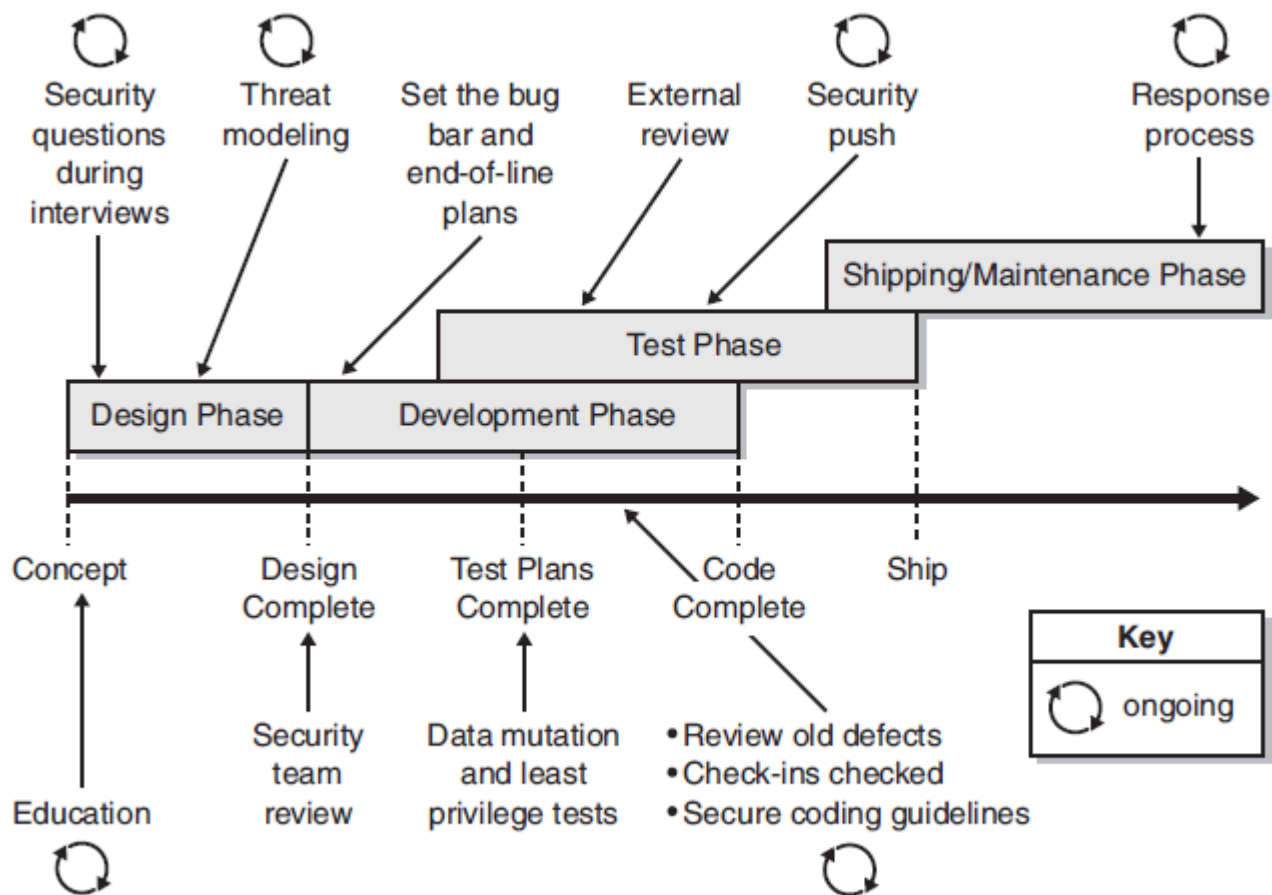 Security
questions
during
interviews
Threat
modeling
Set the bug
bar and
end-of-line
plans
External
review
Security
push
Response
process
Shipping/Maintenance Phase
Test Phase
Design Phase
Development Phase
Concept
Design
Complete
Test Plans
Complete
Code
Complete
Ship
Key
ongoing
Education
Security
team
review
Data mutation
and least
privilege tests
•Review old defects
•Check-ins checked
•Secure coding guidelines